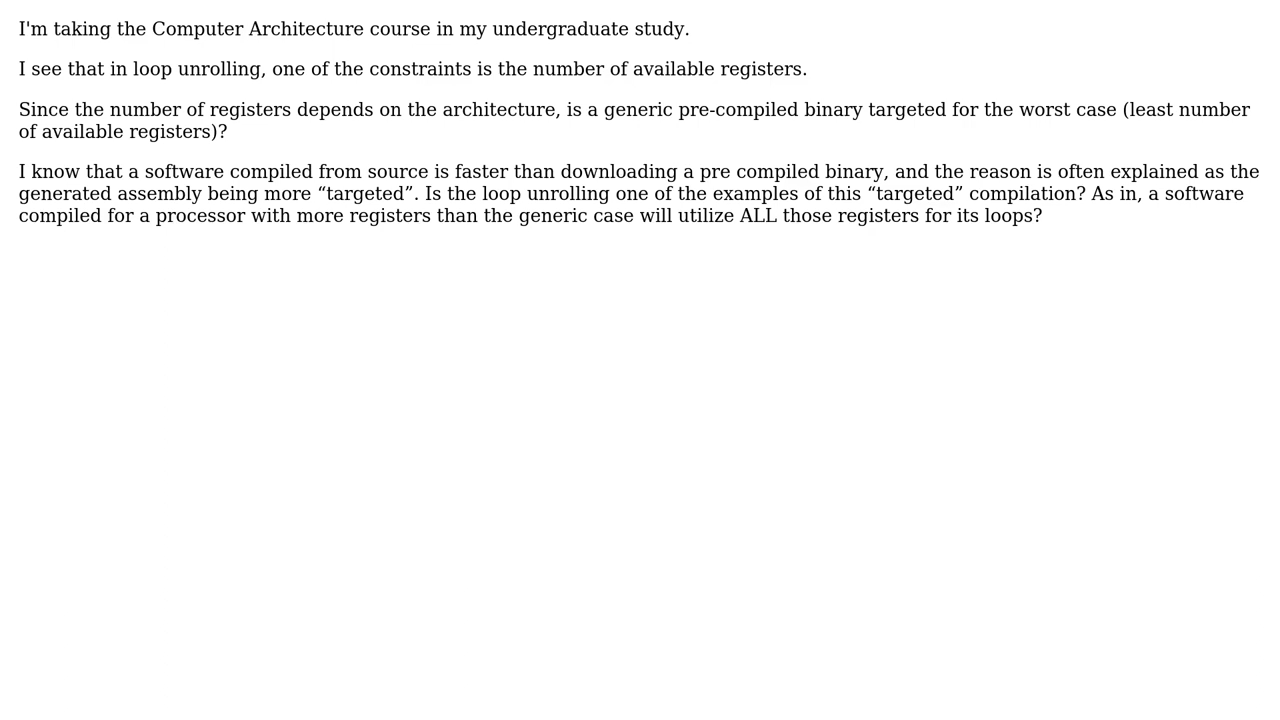 I'm taking the Computer Architecture course in my undergraduate study.
I see that in loop unrolling, one of the constraints is the number of available registers.
Since the number of registers depends on the architecture, is a generic pre-compiled binary targeted for the worst case (least number
of available registers)?
I know that a software compiled from source is faster than downloading a pre compiled binary, and the reason is often explained as the
generated assembly being more “targeted”. Is the loop unrolling one of the examples of this “targeted” compilation? As in, a software
compiled for a processor with more registers than the generic case will utilize ALL those registers for its loops?